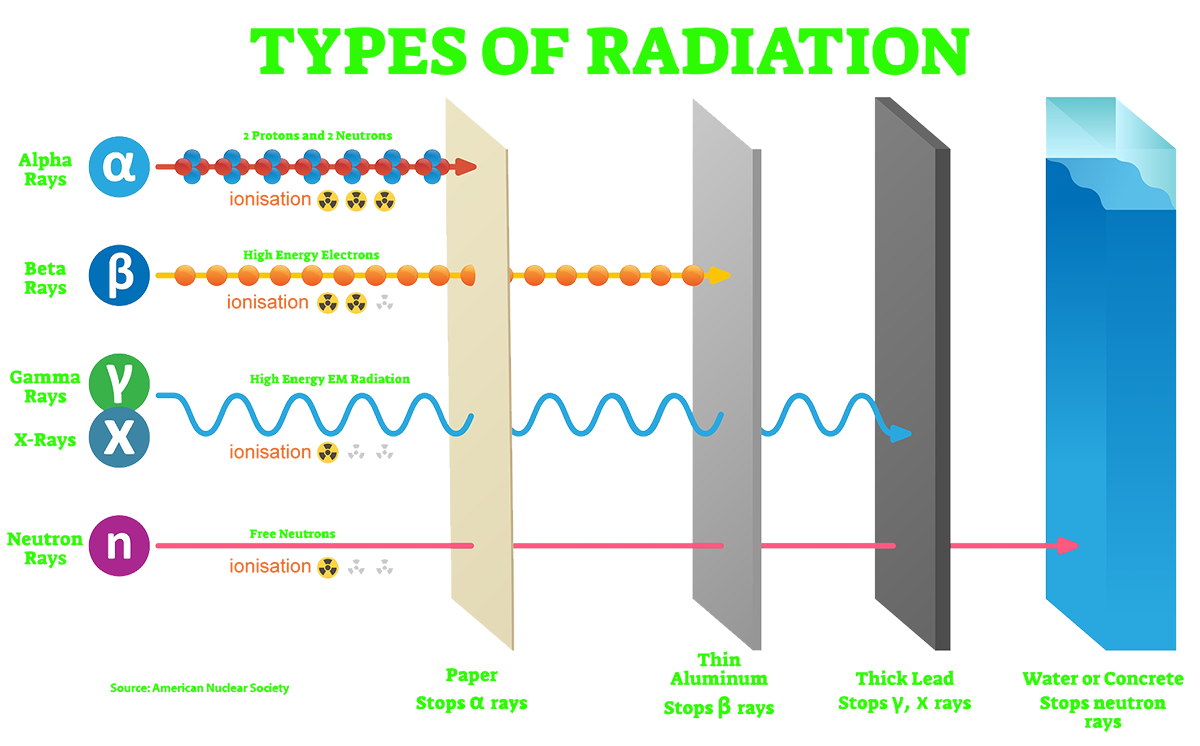 TYPES OF RADIATION
2 Protons and 2 Neutrons
Alpha
Rays
α
ionisation
High Energy Electrons
Beta
Rays
β
ionisation
High Energy EM Radiation
Gamma
Rays
γ
X-Rays
X
ionisation
Free Neutrons
Neutron
Rays
n
ionisation
Paper
Stops α rays
Thin
Aluminum
Stops β rays
Thick Lead
Stops γ, X rays
Water or Concrete
Stops neutron
rays
Source: American Nuclear Society